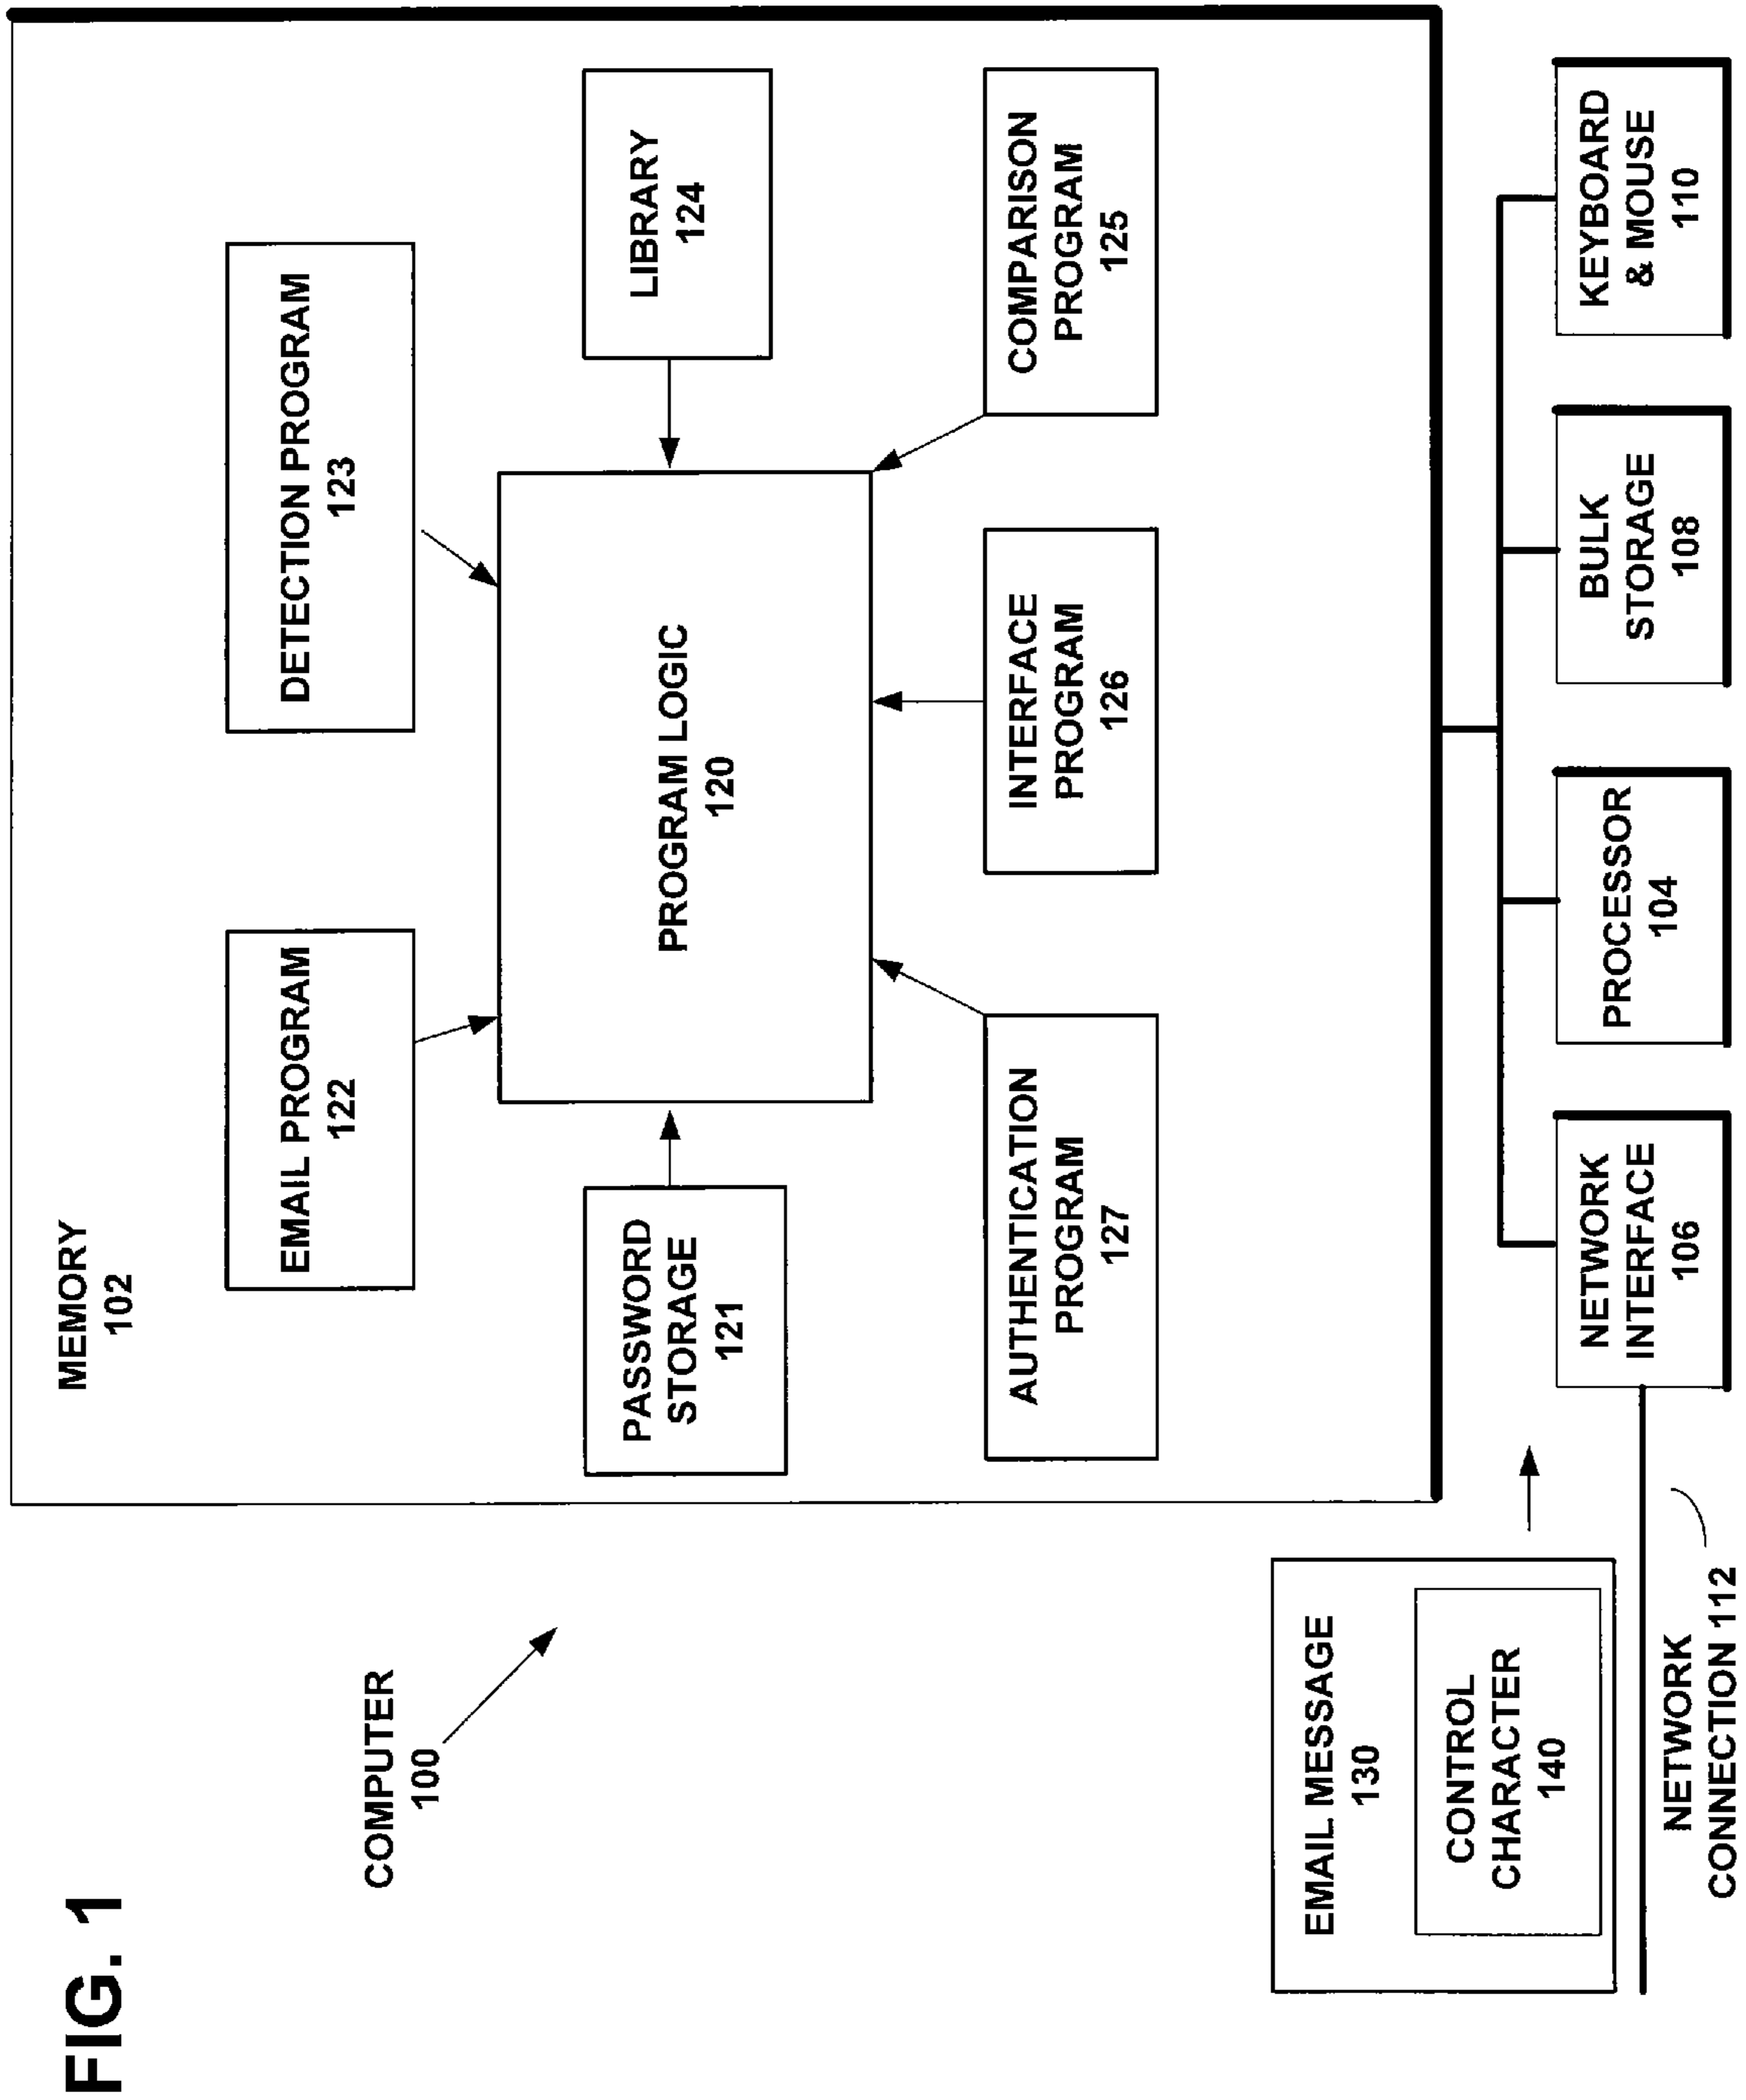 FIG. 1
COMPUTER
100
MEMORY
102
EMAIL PROGRAM
122
DETECTION PROGRAM
123
PASSWORD
STORAGE
121
PROGRAM LOGIC
120
LIBRARY
124
AUTHENTICATION
PROGRAM
127
INTERFACE
PROGRAM
126
COMPARISON
PROGRAM
125
EMAIL MESSAGE
130
CONTROL
CHARACTER
140
NETWORK
CONNECTION 112
NETWORK
INTERFACE
106
PROCESSOR
104
BULK
STORAGE
108
KEYBOARD
& MOUSE
110